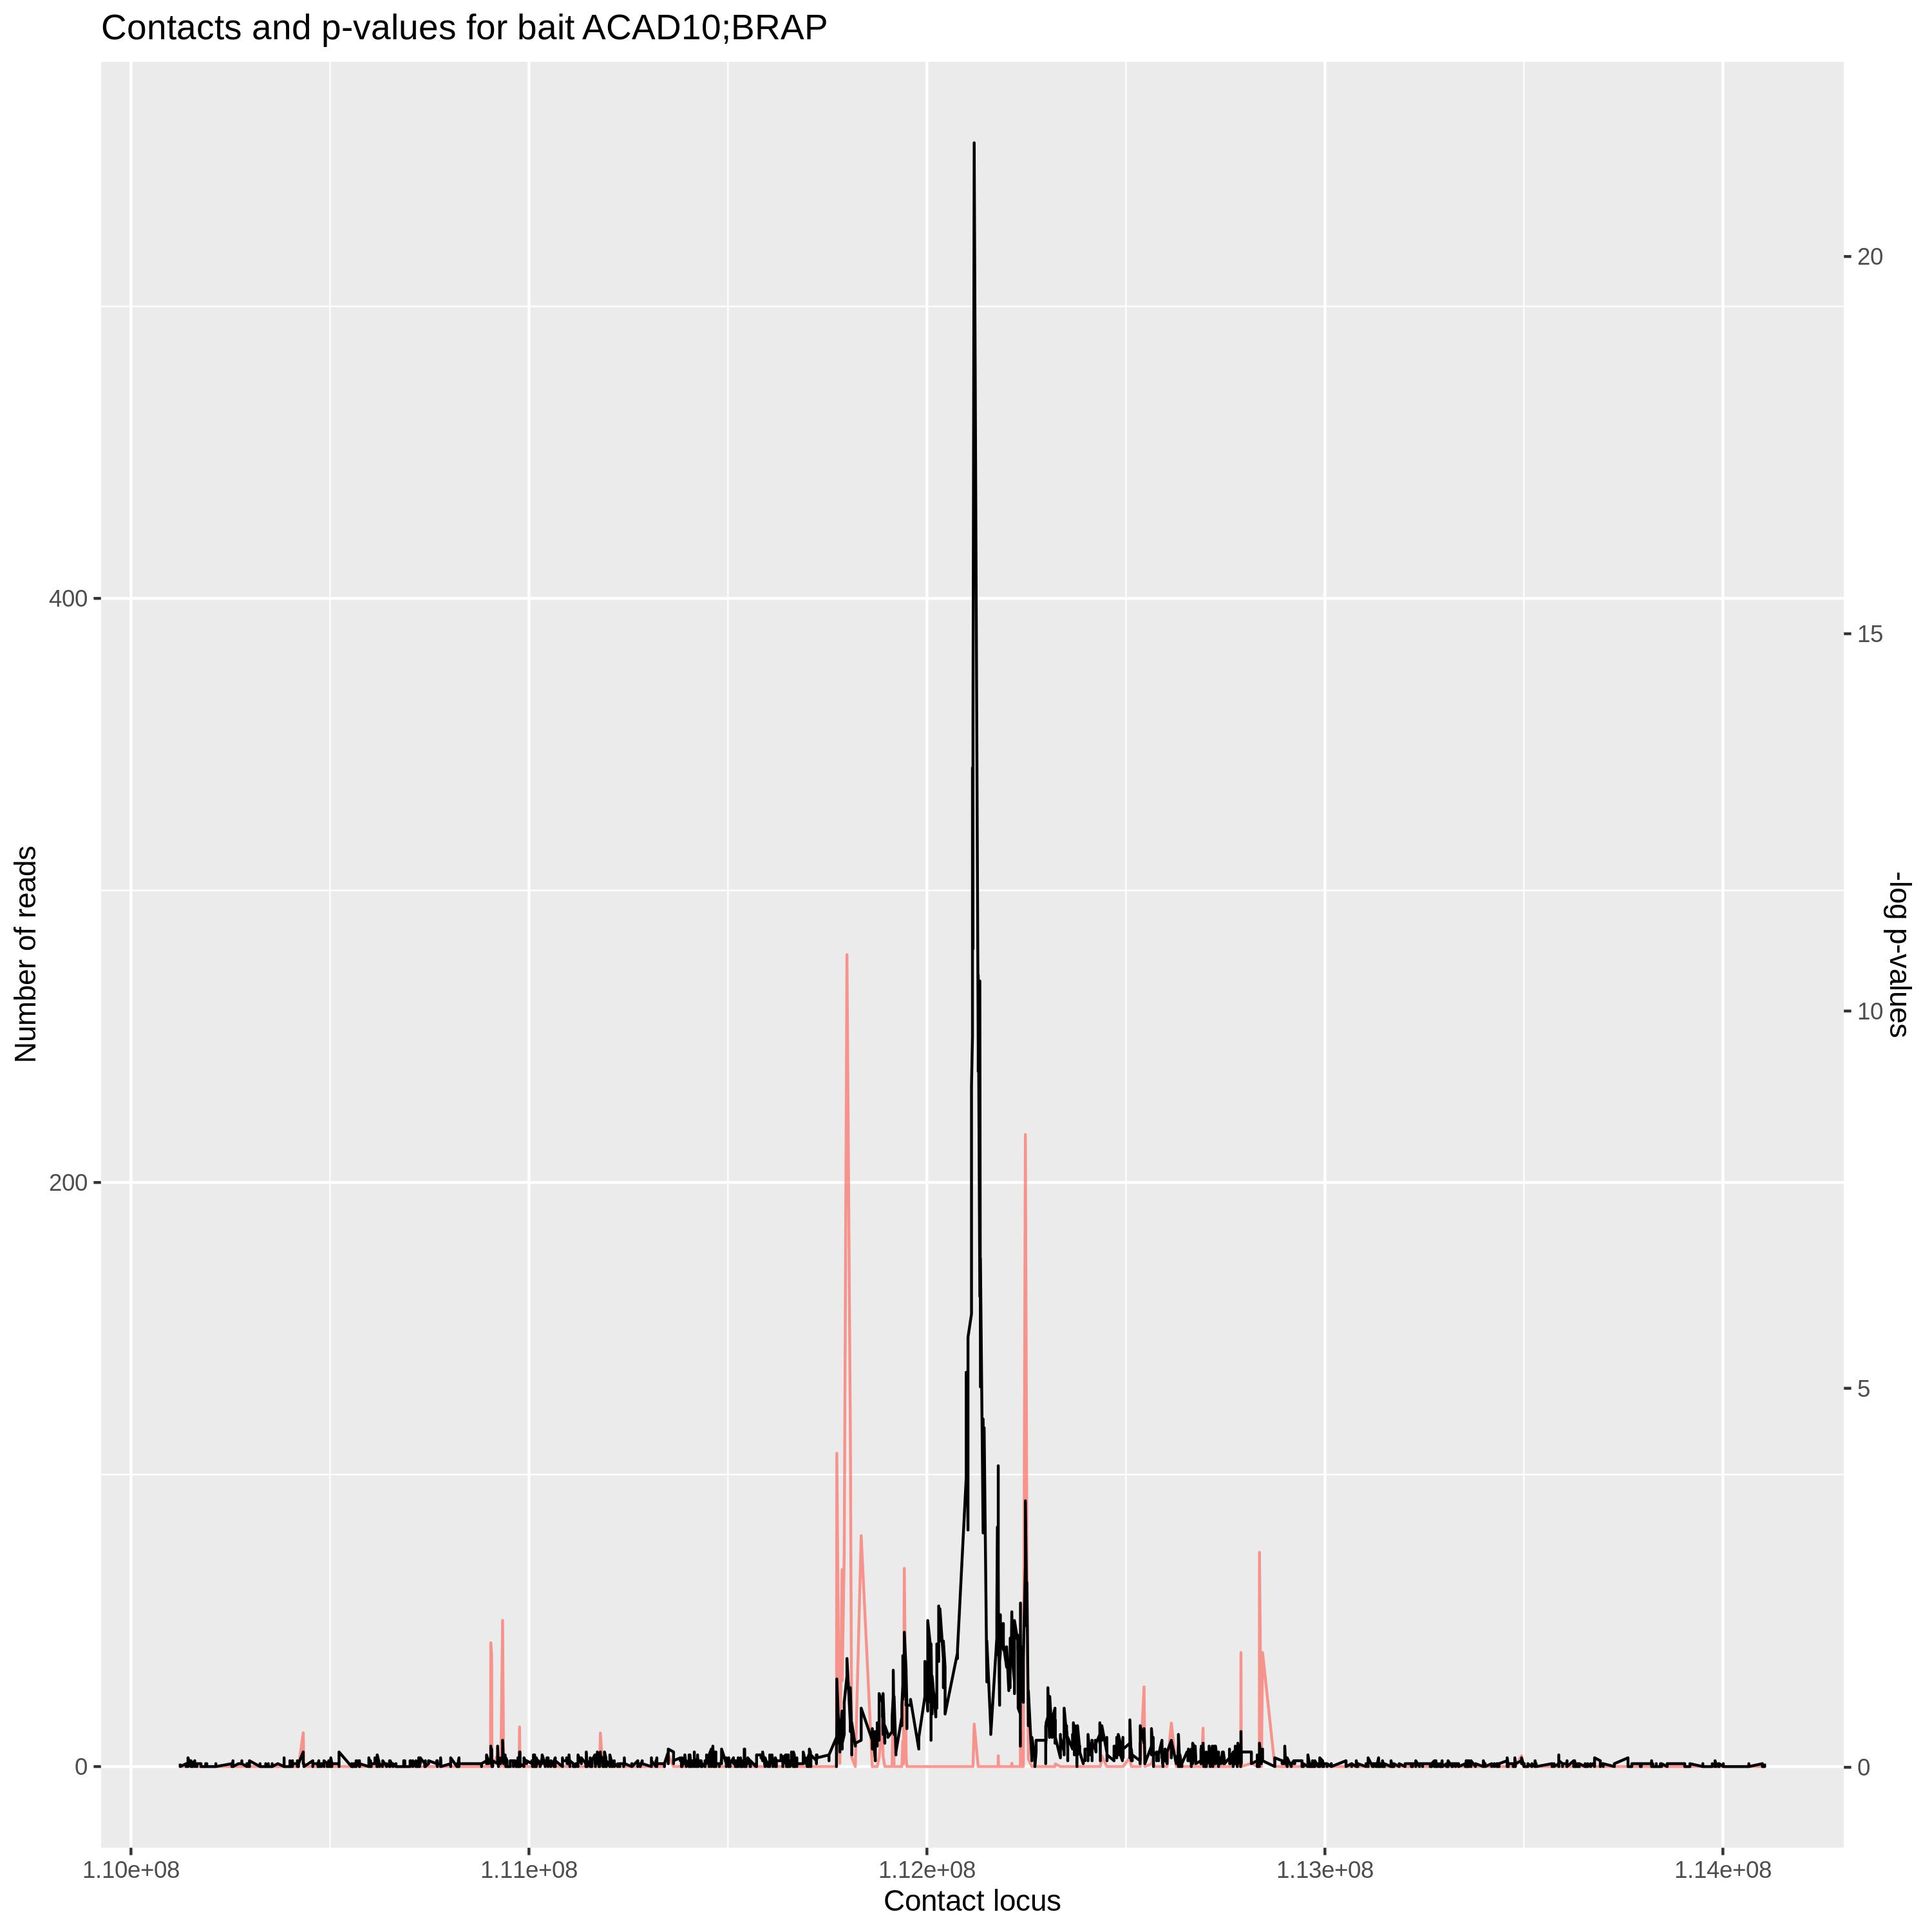 Contacts and p-values for bait ACAD10;BRAP
Number of reads
400
200
0
20
15
10
5
0
-log p-values
1.10e+08
1.11e+08
1.12e+08
1.13e+08
1.14e+08
Contact locus